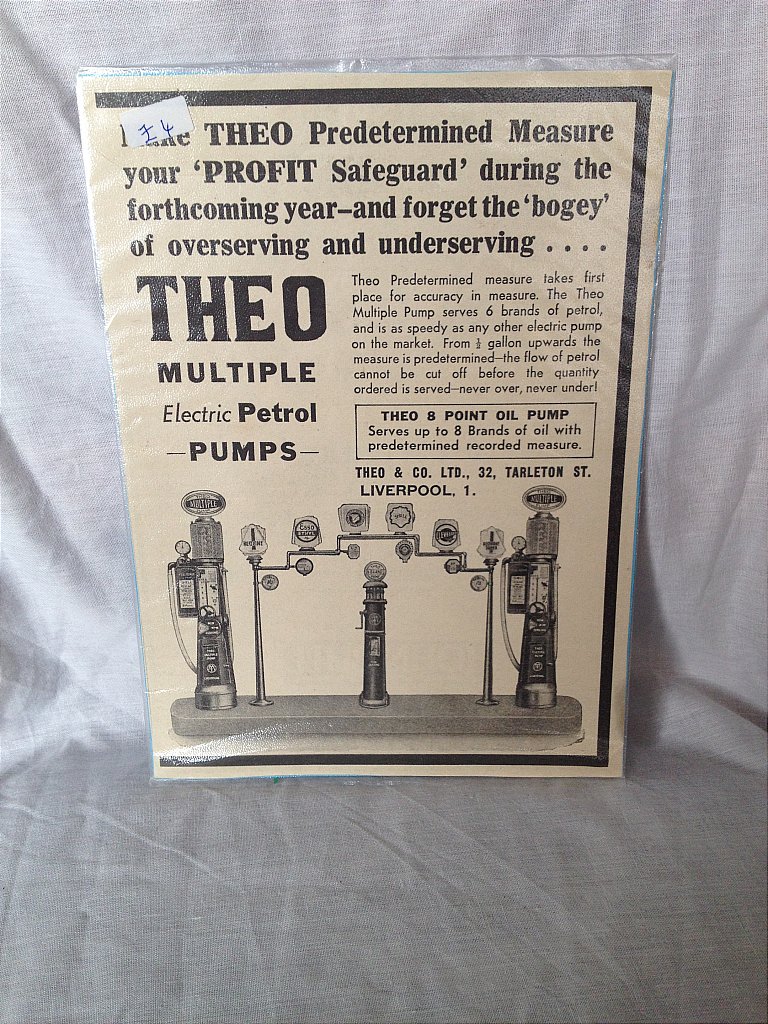 £4
THEO Predetermined Measure
your 'PROFIT Safeguard' during the
forthcoming year—and forget the 'bogey'
of overserving and underserving . . . .
THEO
MULTIPLE
Electric Petrol
—PUMPS—
Theo Predetermined measure takes first
place for accuracy in measure. The Theo
Multiple Pump serves 6 brands of petrol,
and is as speedy as any other electric pump
on the market. From ½ gallon upwards the
measure is predetermined—the flow of petrol
cannot be cut off before the quantity
ordered is served—never over, never under!
THEO 8 POINT OIL PUMP
Serves up to 8 Brands of oil with
predetermined recorded measure.
THEO & CO. LTD., 32, TARLETON ST.
LIVERPOOL, 1.
MULTIPLE
MULTIPLE
ESSO